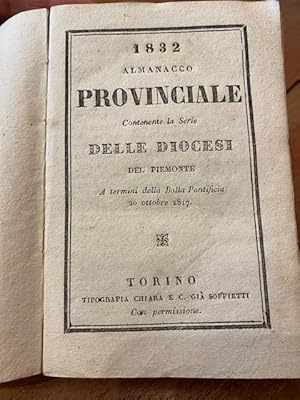 1832
ALMANACCO
PROVINCIALE
Contenente la Serie
DELLE DIOCESI
DEL PIEMONTE
A termini della Bolla Pontificia
20 ottobre 1817.
TORINO
TIPOGRAFIA CHIARA E C. GIÀ SOFFIETTI
Con permissione.